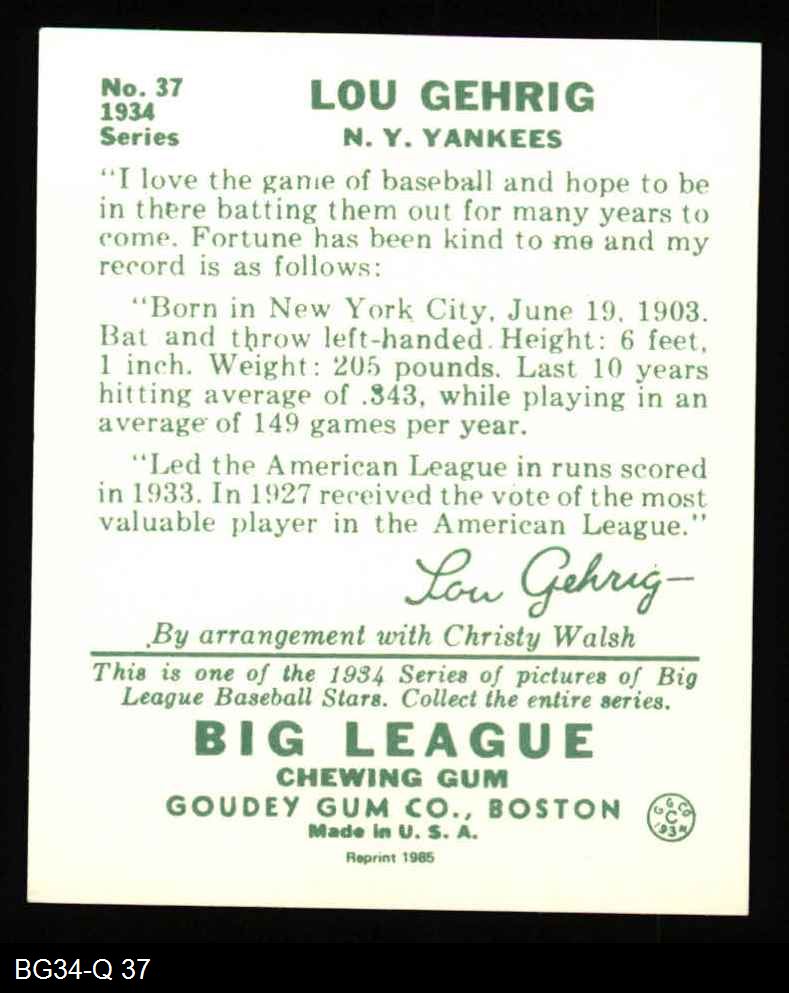 No. 37
1934
Series
LOU GEHRIG
N. Y. YANKEES
"I love the game of baseball and hope to be
in there batting them out for many years to
come. Fortune has been kind to me and my
record is as follows:
"Born in New York City, June 19, 1903.
Bat and throw left-handed. Height: 6 feet,
1 inch. Weight: 205 pounds. Last 10 years
hitting average of .343, while playing in an
average of 149 games per year.
"Led the American League in runs scored
in 1933. In 1927 received the vote of the most
valuable player in the American League."
Lou Gehrig
By arrangement with Christy Walsh
This is one of the 1934 Series of pictures of Big
League Baseball Stars. Collect the entire series.
BIG LEAGUE
CHEWING GUM
GOUDEY GUM CO., BOSTON
Made in U. S. A.
G G Co
C
1934
Reprint 1985
BG34-Q 37